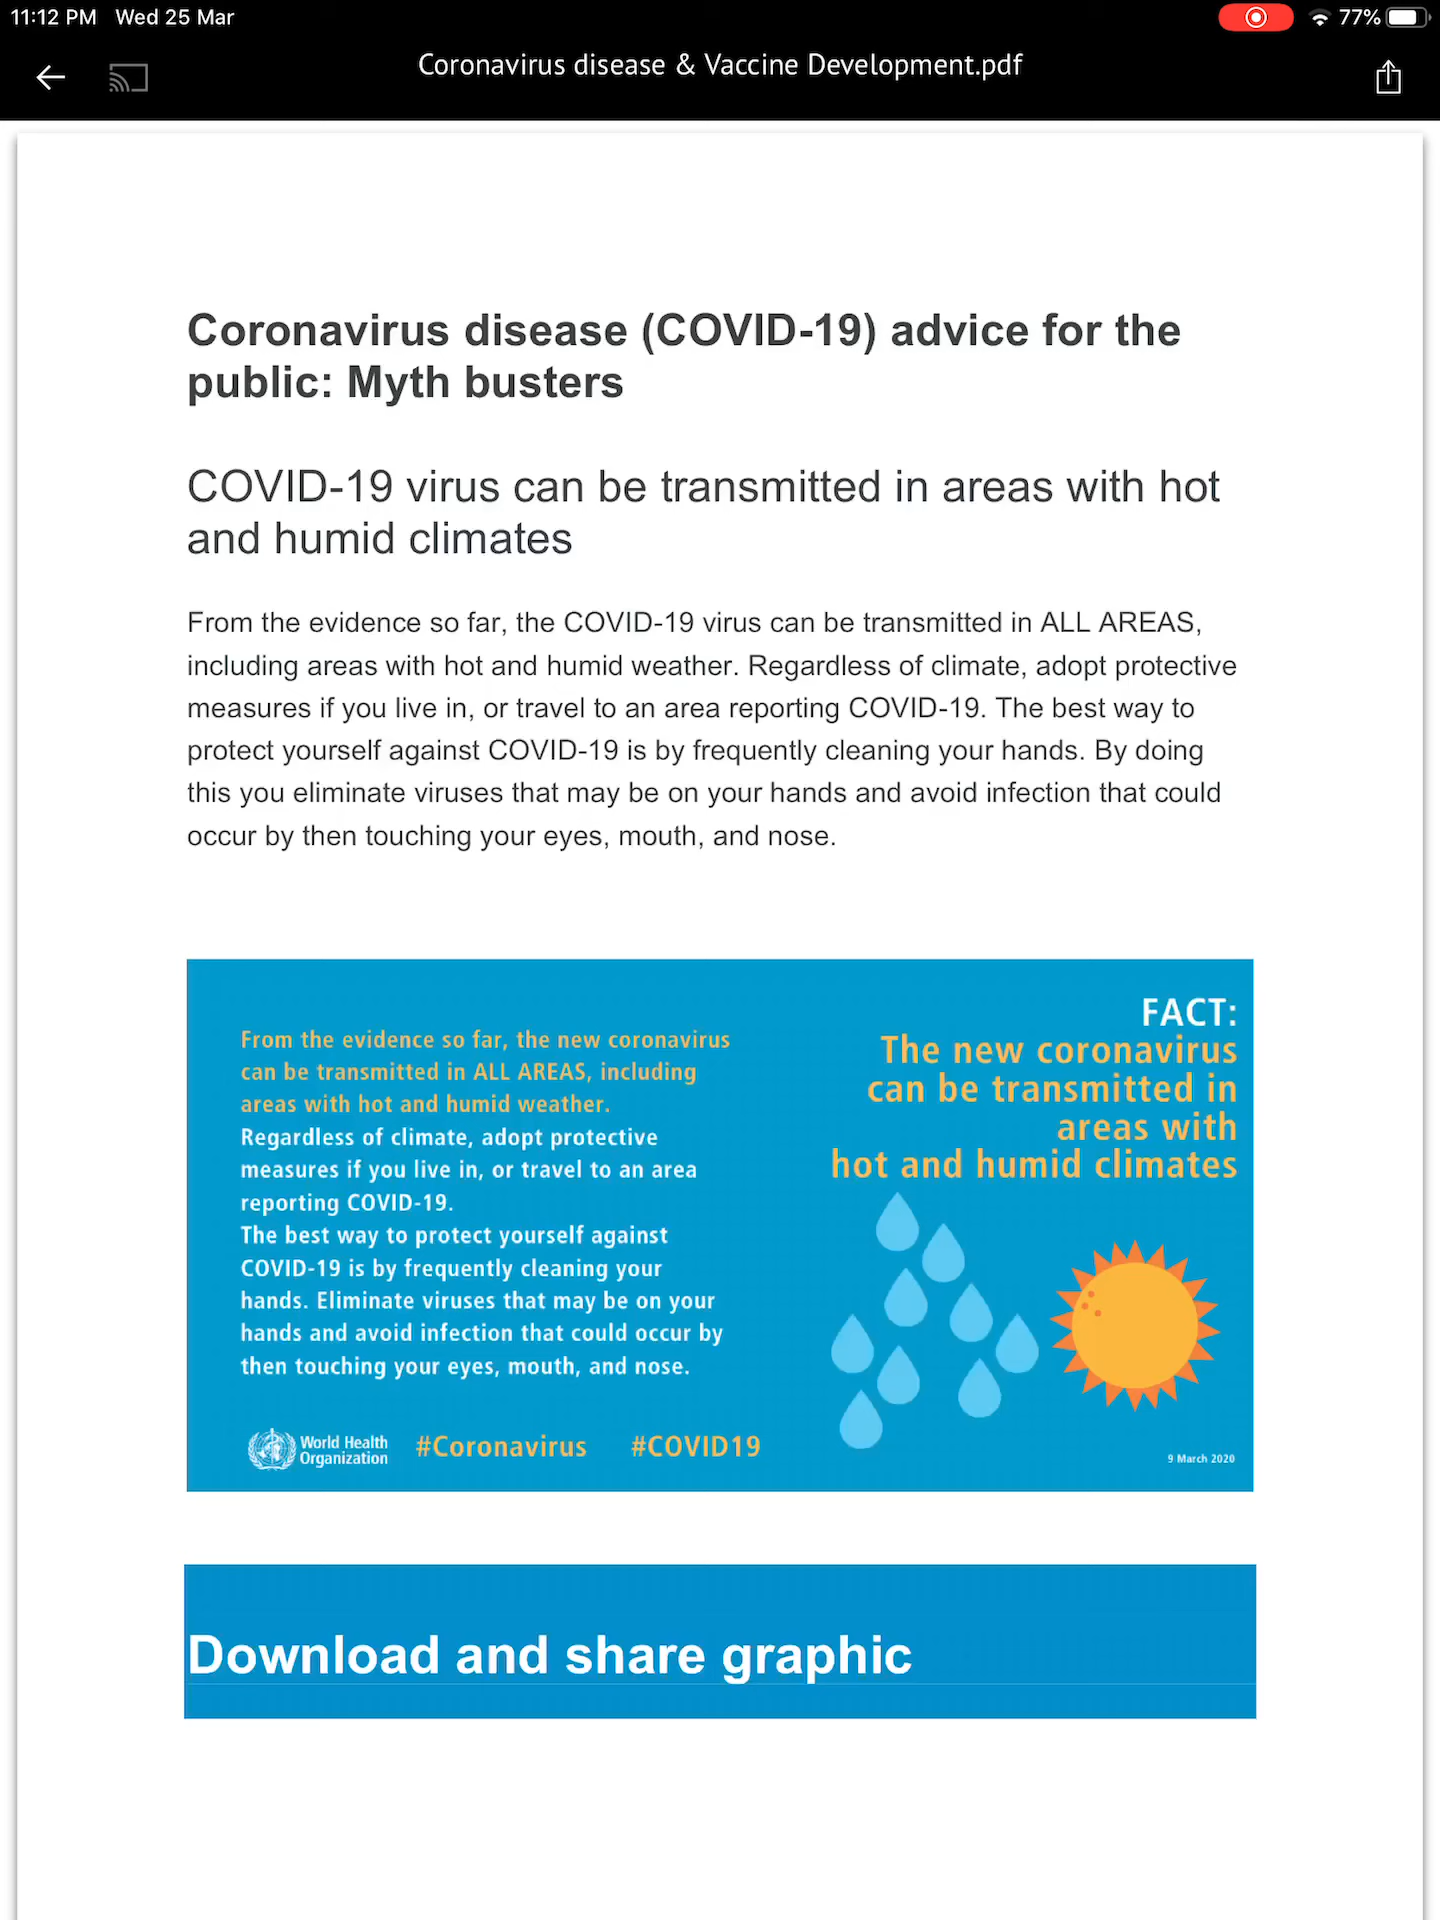 11:12 PM Wed 25 Mar
77%
Coronavirus disease & Vaccine Development.pdf
Coronavirus disease (COVID-19) advice for the
public: Myth busters
COVID-19 virus can be transmitted in areas with hot
and humid climates
From the evidence so far, the COVID-19 virus can be transmitted in ALL AREAS,
including areas with hot and humid weather. Regardless of climate, adopt protective
measures if you live in, or travel to an area reporting COVID-19. The best way to
protect yourself against COVID-19 is by frequently cleaning your hands. By doing
this you eliminate viruses that may be on your hands and avoid infection that could
occur by then touching your eyes, mouth, and nose.
From the evidence so far, the new coronavirus
can be transmitted in ALL AREAS, including
areas with hot and humid weather.
Regardless of climate, adopt protective
measures if you live in, or travel to an area
reporting COVID-19.
The best way to protect yourself against
COVID-19 is by frequently cleaning your
hands. Eliminate viruses that may be on your
hands and avoid infection that could occur by
then touching your eyes, mouth, and nose.
FACT:
The new coronavirus
can be transmitted in
areas with
hot and humid climates
World Health
Organization
#Coronavirus #COVID19
9 March 2020
Download and share graphic